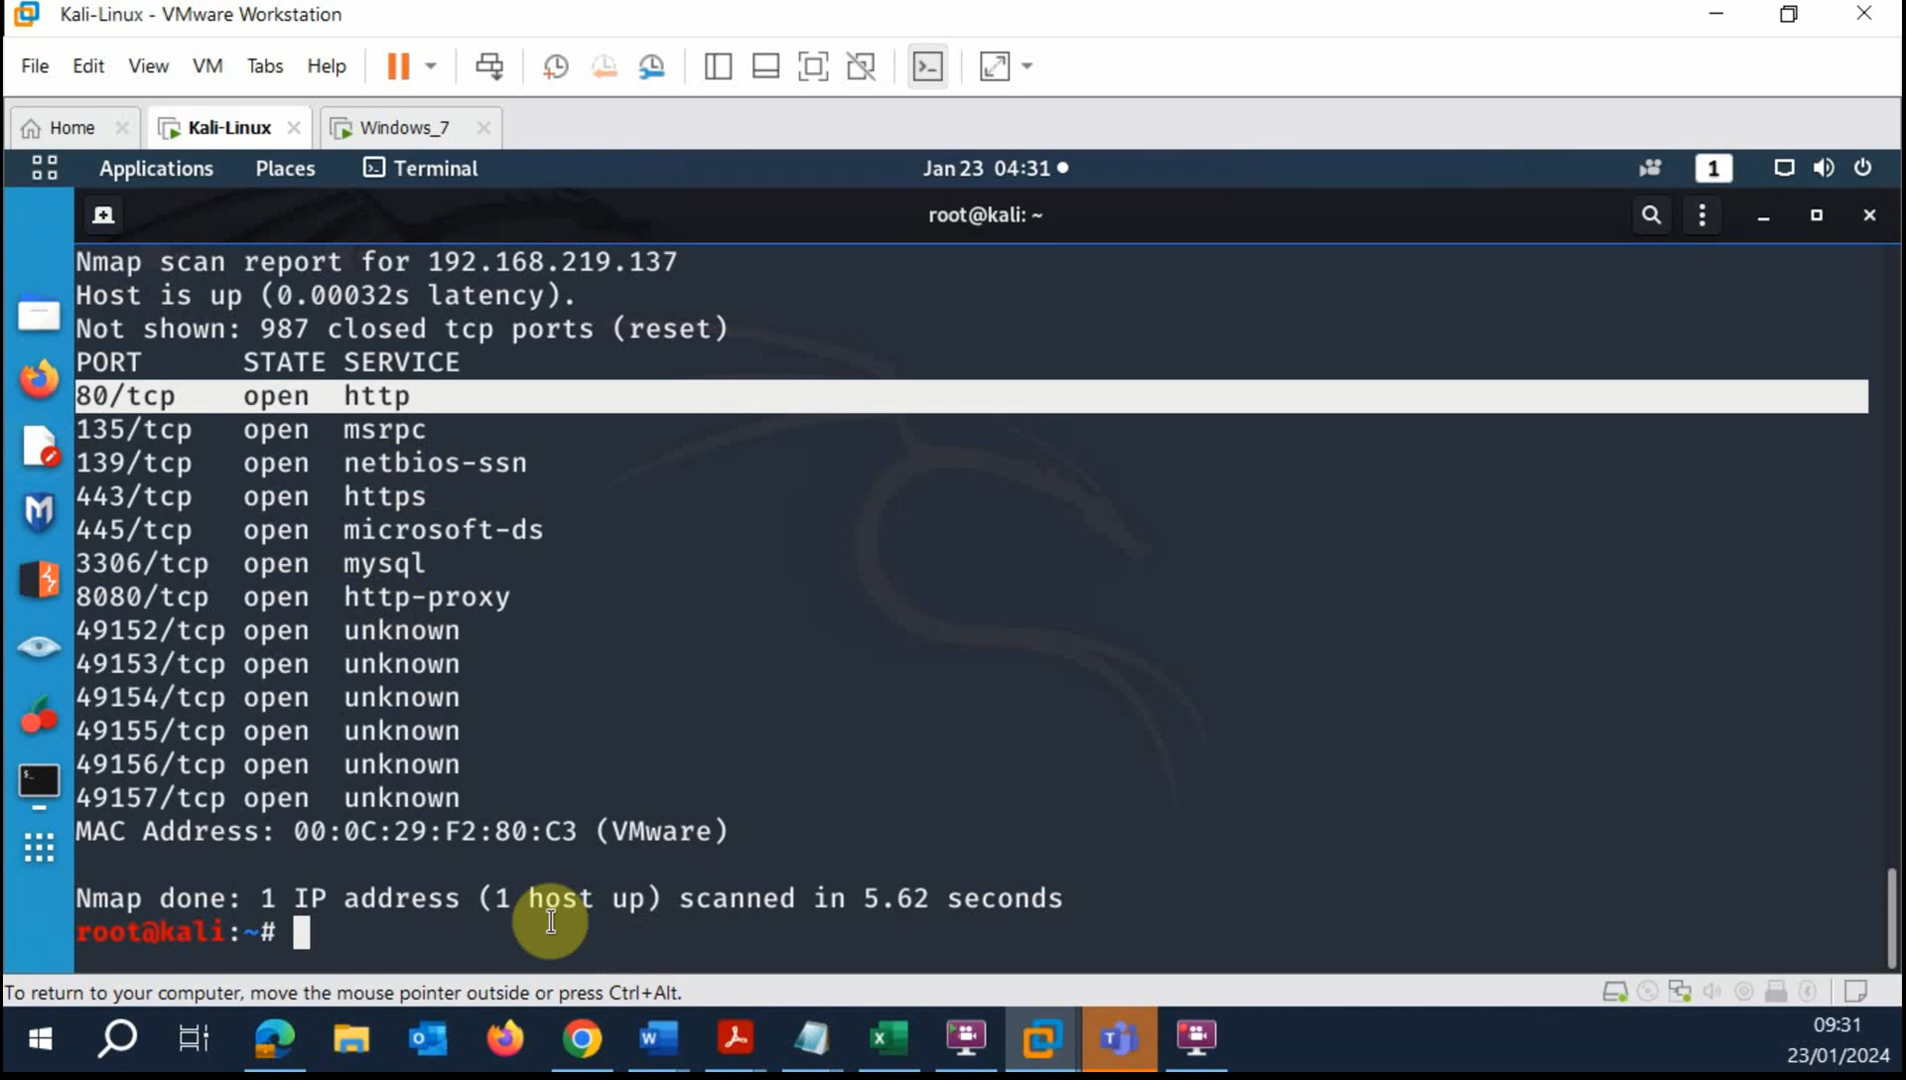 Kali-Linux - VMware Workstation
File Edit View VM Tabs Help
Home Kali-Linux Windows_7
Applications Places Terminal Jan 23 04:31 1
root@kali: ~
Nmap scan report for 192.168.219.137
Host is up (0.00032s latency).
Not shown: 987 closed tcp ports (reset)
PORT STATE SERVICE
80/tcp open http
135/tcp open msrpc
139/tcp open netbios-ssn
443/tcp open https
445/tcp open microsoft-ds
3306/tcp open mysql
8080/tcp open http-proxy
49152/tcp open unknown
49153/tcp open unknown
49154/tcp open unknown
49155/tcp open unknown
49156/tcp open unknown
49157/tcp open unknown
MAC Address: 00:0C:29:F2:80:C3 (VMware)
Nmap done: 1 IP address (1 host up) scanned in 5.62 seconds
root@kali:~#
To return to your computer, move the mouse pointer outside or press Ctrl+Alt.
09:31
23/01/2024